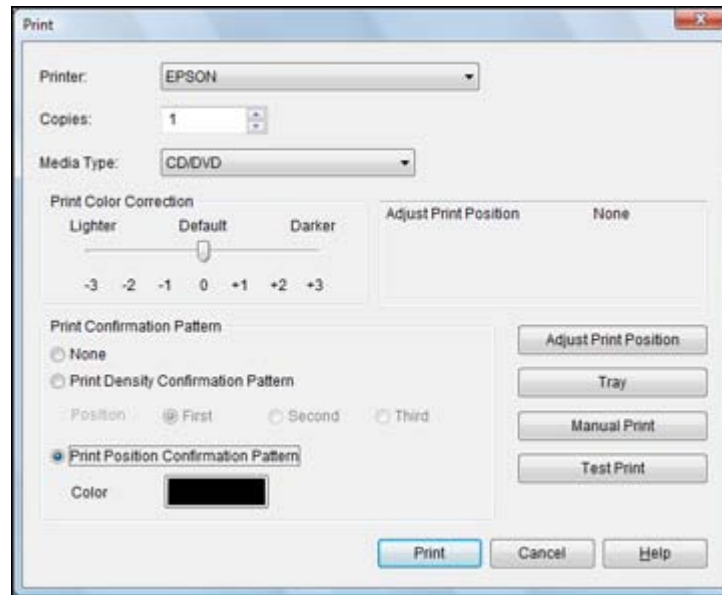 Print
Printer: EPSON
Copies: 1
Media Type: CD/DVD
Print Color Correction
Lighter Default Darker
-3 -2 -1 0 +1 +2 +3
Adjust Print Position None
Print Confirmation Pattern
None
Print Density Confirmation Pattern
Position First Second Third
Print Position Confirmation Pattern
Color
Adjust Print Position
Tray
Manual Print
Test Print
Print Cancel Help